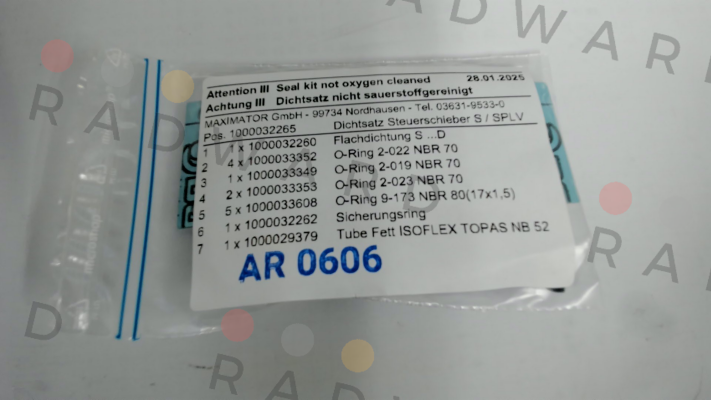 Attention III Seal kit not oxygen cleaned 28.01.2025
Achtung III Dichtsatz nicht sauerstoffgereinigt
MAXIMATOR GmbH - 99734 Nordhausen - Tel. 03631-9533-0
Pos. 1000032265 Dichtsatz Steuerschieber S / SPLV
1 1 x 1000032260 Flachdichtung S ...D
2 4 x 1000033352 O-Ring 2-022 NBR 70
3 1 x 1000033349 O-Ring 2-019 NBR 70
4 2 x 1000033353 O-Ring 2-023 NBR 70
5 5 x 1000033608 O-Ring 9-173 NBR 80(17x1,5)
6 1 x 1000032262 Sicherungsring
7 1 x 1000029379 Tube Fett ISOFLEX TOPAS NB 52
AR 0606
RADWARD